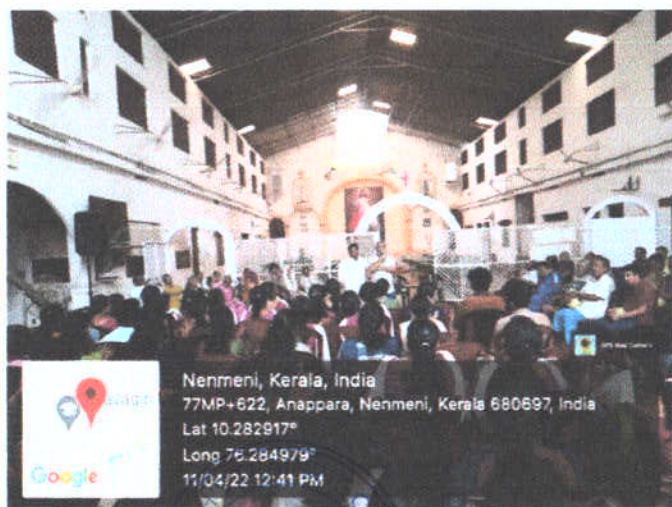 GPS Map Camera
Nenmeni, Kerala, India
77MP+622, Anappara, Nenmeni, Kerala 680697, India
Lat 10.282917°
Long 76.284979°
11/04/22 12:41 PM
Google